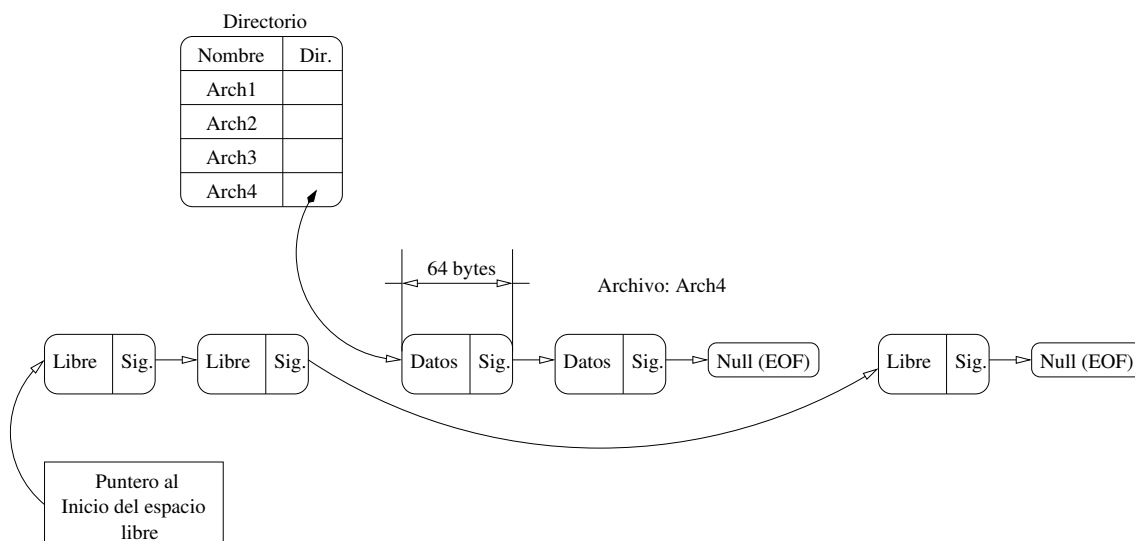 Directorio
Nombre Dir.
Arch1
Arch2
Arch3
Arch4
64 bytes
Archivo: Arch4
Libre Sig. Libre Sig. Datos Sig. Datos Sig. Null (EOF) Libre Sig. Null (EOF)
Puntero al
Inicio del espacio
libre